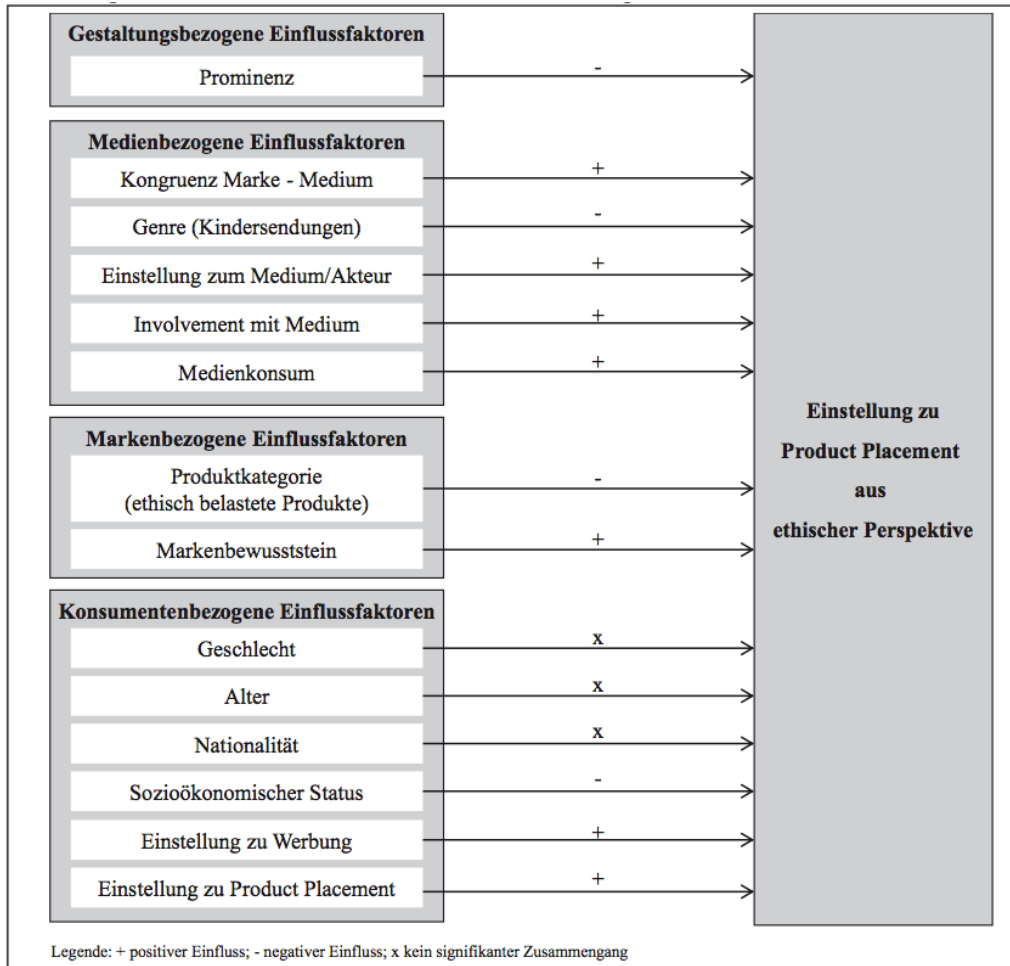 Gestaltungsbezogene Einflussfaktoren
Prominenz
-
Medienbezogene Einflussfaktoren
Kongruenz Marke - Medium
+
Genre (Kindersendungen)
-
Einstellung zum Medium/Akteur
+
Involvement mit Medium
+
Medienkonsum
+
Markenbezogene Einflussfaktoren
Produktkategorie
(ethisch belastete Produkte)
-
Markenbewusstsein
+
Konsumentenbezogene Einflussfaktoren
Geschlecht
x
Alter
x
Nationalität
x
Sozioökonomischer Status
-
Einstellung zu Werbung
+
Einstellung zu Product Placement
+
Einstellung zu
Product Placement
aus
ethischer Perspektive
Legende: + positiver Einfluss; - negativer Einfluss; x kein signifikanter Zusammengang